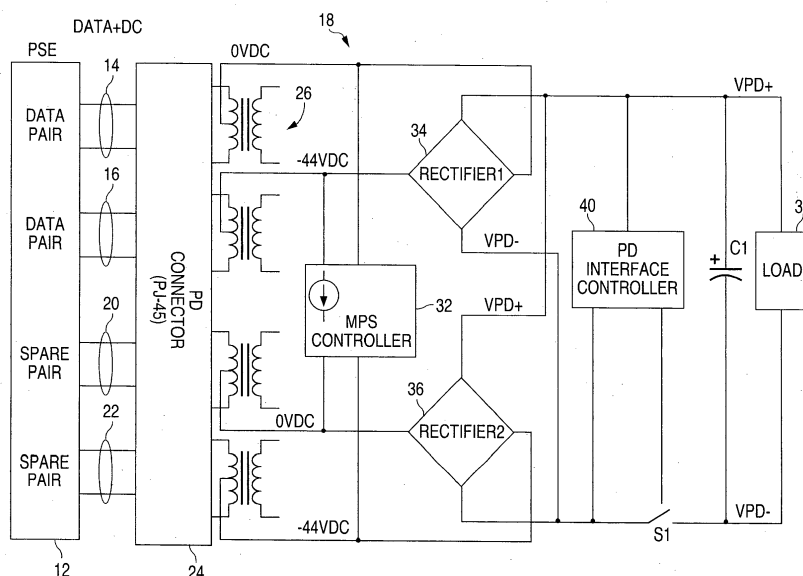 DATA+DC
18
PSE
14
0VDC
26
DATA
PAIR
-44VDC
34
RECTIFIER1
VPD+
16
DATA
PAIR
VPD-
40
PD
INTERFACE
CONTROLLER
+
C1
3
LOAD
PD
CONNECTOR
(PJ-45)
MPS
CONTROLLER
32
VPD+
20
SPARE
PAIR
36
RECTIFIER2
0VDC
22
SPARE
PAIR
-44VDC
S1
VPD-
12
24